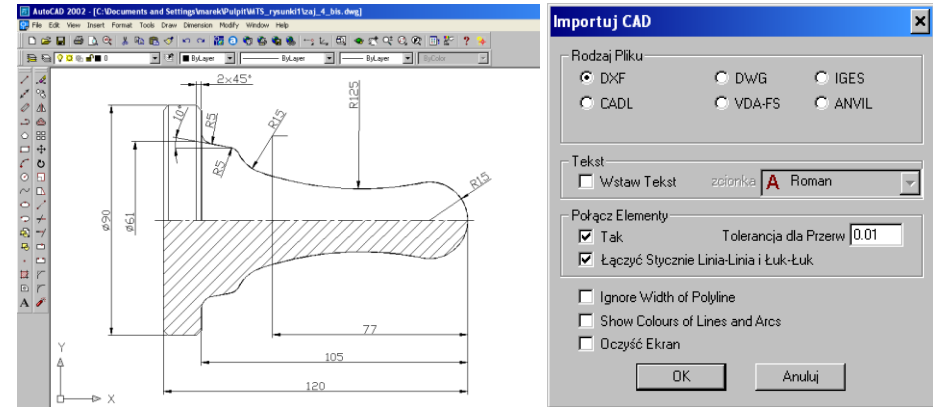 AutoCAD 2002 - [C:\Documents and Settings\marek\Pulpit\WiTS_rysunki1\zaj_4_bis.dwg]
File Edit View Insert Format Tools Draw Dimension Modify Window Help
0 ByLayer ByLayer ByLayer ByColor
2×45°
10°
R5
R15
R125
R5
R15
ø90
ø61
77
105
120
Y
X
A
Importuj CAD
Rodzaj Pliku
DXF DWG IGES
CADL VDA-FS ANVIL
Tekst
Wstaw Tekst zcionka A Roman
Połącz Elementy
Tak Tolerancja dla Przerw 0.01
Łączyć Stycznie Linia-Linia i Łuk-Łuk
Ignore Width of Polyline
Show Colours of Lines and Arcs
Oczyść Ekran
OK Anuluj